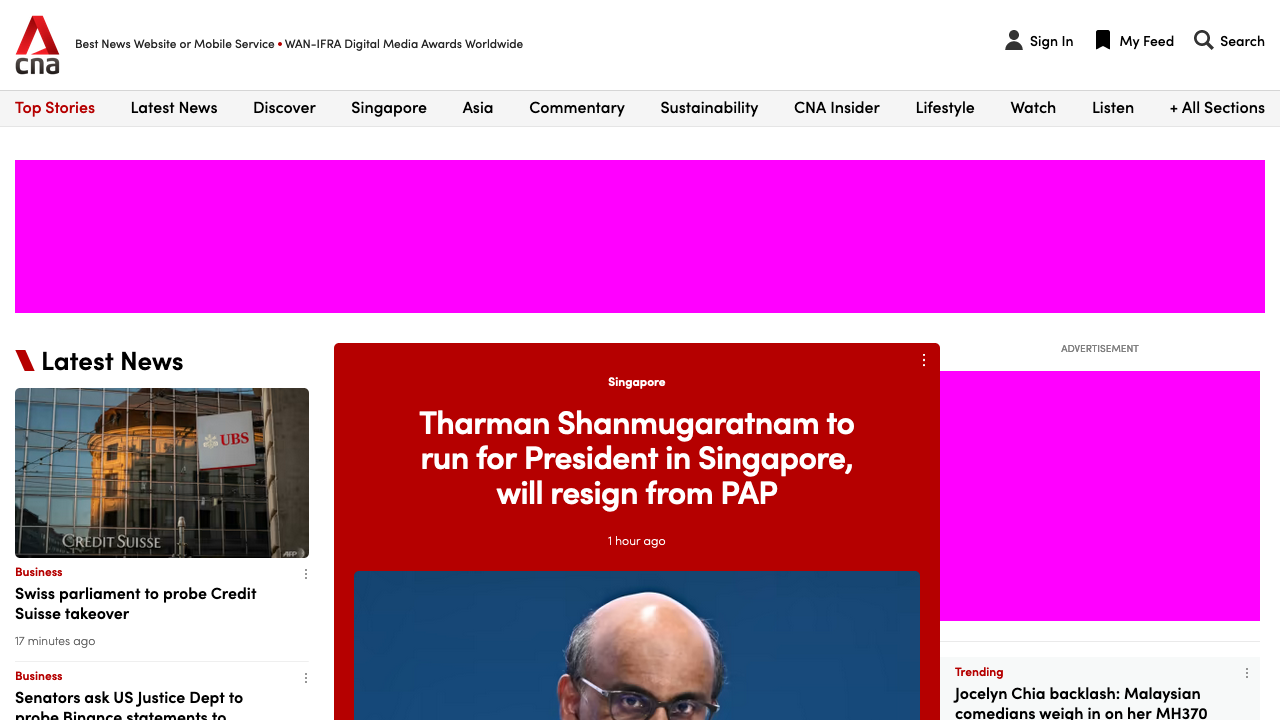 cna
Best News Website or Mobile Service • WAN-IFRA Digital Media Awards Worldwide
Sign In
My Feed
Search
Top Stories
Latest News
Discover
Singapore
Asia
Commentary
Sustainability
CNA Insider
Lifestyle
Watch
Listen
+ All Sections
Latest News
UBS
CREDIT SUISSE
AFP
Business
Swiss parliament to probe Credit
Suisse takeover
17 minutes ago
Business
Senators ask US Justice Dept to
probe Binance statements to
Singapore
Tharman Shanmugaratnam to
run for President in Singapore,
will resign from PAP
1 hour ago
ADVERTISEMENT
Trending
Jocelyn Chia backlash: Malaysian
comedians weigh in on her MH370